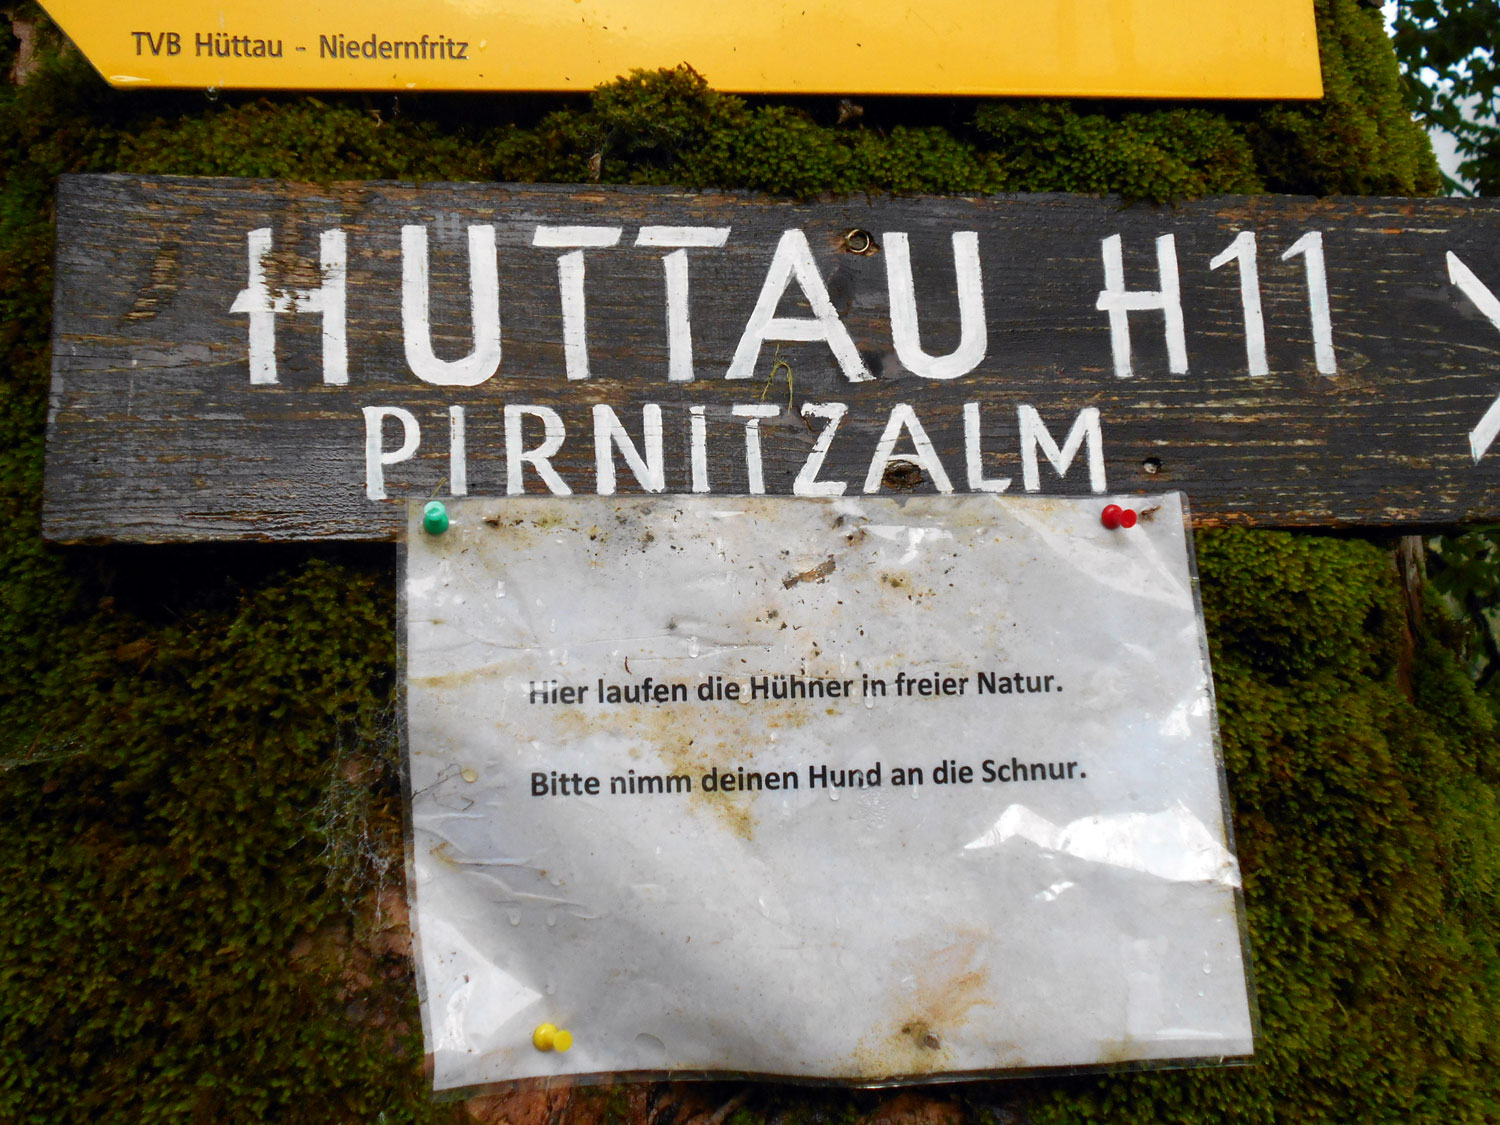 TVB Hüttau - Niedernfritz
HUTTAU H11
PIRNITZALM
Hier laufen die Hühner in freier Natur.
Bitte nimm deinen Hund an die Schnur.